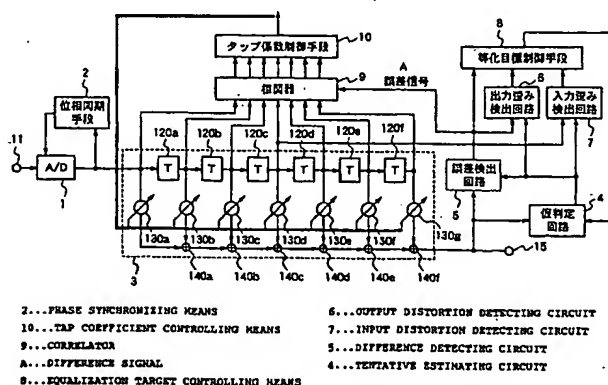 8
タップ係数制御手段
10
等化目標制御手段
2
位相同期手段
相関器
9
A
誤差信号
6
出力歪み検出回路
入力歪み検出回路
7
120a 120b 120c 120d 120e 120f
11
A/D
1
T T T T T T
誤差検出回路
5
4
仮判定回路
130a 130b 130c 130d 130e 130f 130g
15
3
140a 140b 140c 140d 140e 140f
2...PHASE SYNCHRONIZING MEANS
10...TAP COEFFICIENT CONTROLLING MEANS
9...CORRELATOR
A...DIFFERENCE SIGNAL
8...EQUALIZATION TARGET CONTROLLING MEANS
6...OUTPUT DISTORTION DETECTING CIRCUIT
7...INPUT DISTORTION DETECTING CIRCUIT
5...DIFFERENCE DETECTING CIRCUIT
4...TENTATIVE ESTIMATING CIRCUIT